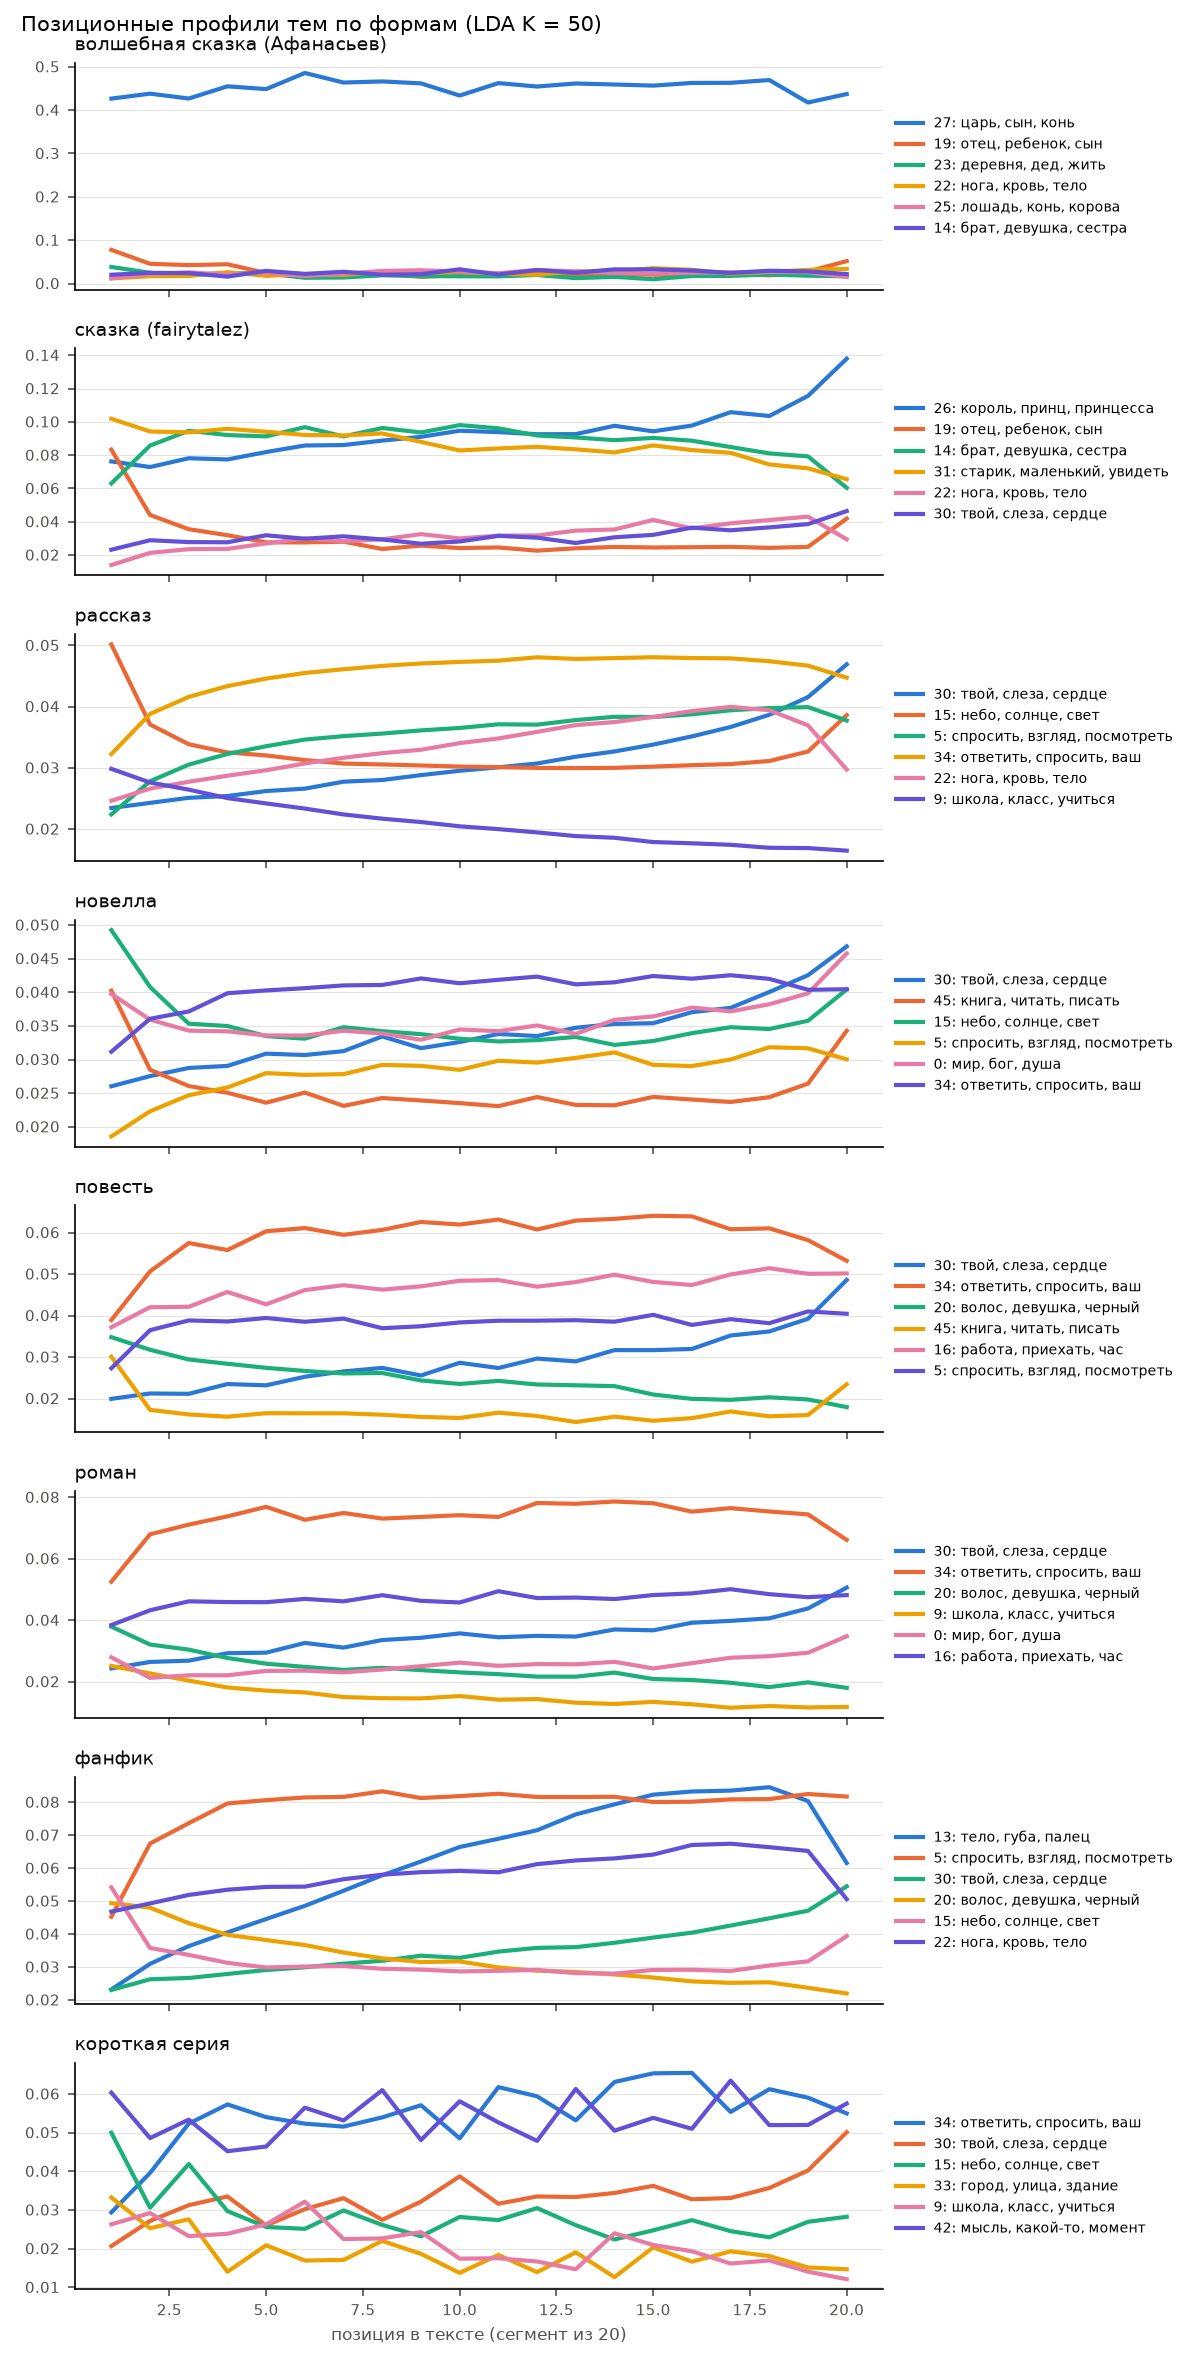 Позиционные профили тем по формам (LDA K = 50)
волшебная сказка (Афанасьев)
0.5
0.4
0.3
0.2
0.1
0.0
27: царь, сын, конь
19: отец, ребенок, сын
23: деревня, дед, жить
22: нога, кровь, тело
25: лошадь, конь, корова
14: брат, девушка, сестра
сказка (fairytalez)
0.14
0.12
0.10
0.08
0.06
0.04
0.02
26: король, принц, принцесса
19: отец, ребенок, сын
14: брат, девушка, сестра
31: старик, маленький, увидеть
22: нога, кровь, тело
30: твой, слеза, сердце
рассказ
0.05
0.04
0.03
0.02
30: твой, слеза, сердце
15: небо, солнце, свет
5: спросить, взгляд, посмотреть
34: ответить, спросить, ваш
22: нога, кровь, тело
9: школа, класс, учиться
новелла
0.050
0.045
0.040
0.035
0.030
0.025
0.020
30: твой, слеза, сердце
45: книга, читать, писать
15: небо, солнце, свет
5: спросить, взгляд, посмотреть
0: мир, бог, душа
34: ответить, спросить, ваш
повесть
0.06
0.05
0.04
0.03
0.02
30: твой, слеза, сердце
34: ответить, спросить, ваш
20: волос, девушка, черный
45: книга, читать, писать
16: работа, приехать, час
5: спросить, взгляд, посмотреть
роман
0.08
0.06
0.04
0.02
30: твой, слеза, сердце
34: ответить, спросить, ваш
20: волос, девушка, черный
9: школа, класс, учиться
0: мир, бог, душа
16: работа, приехать, час
фанфик
0.08
0.07
0.06
0.05
0.04
0.03
0.02
13: тело, губа, палец
5: спросить, взгляд, посмотреть
30: твой, слеза, сердце
20: волос, девушка, черный
15: небо, солнце, свет
22: нога, кровь, тело
короткая серия
0.06
0.05
0.04
0.03
0.02
0.01
34: ответить, спросить, ваш
30: твой, слеза, сердце
15: небо, солнце, свет
33: город, улица, здание
9: школа, класс, учиться
42: мысль, какой-то, момент
2.5 5.0 7.5 10.0 12.5 15.0 17.5 20.0
позиция в тексте (сегмент из 20)